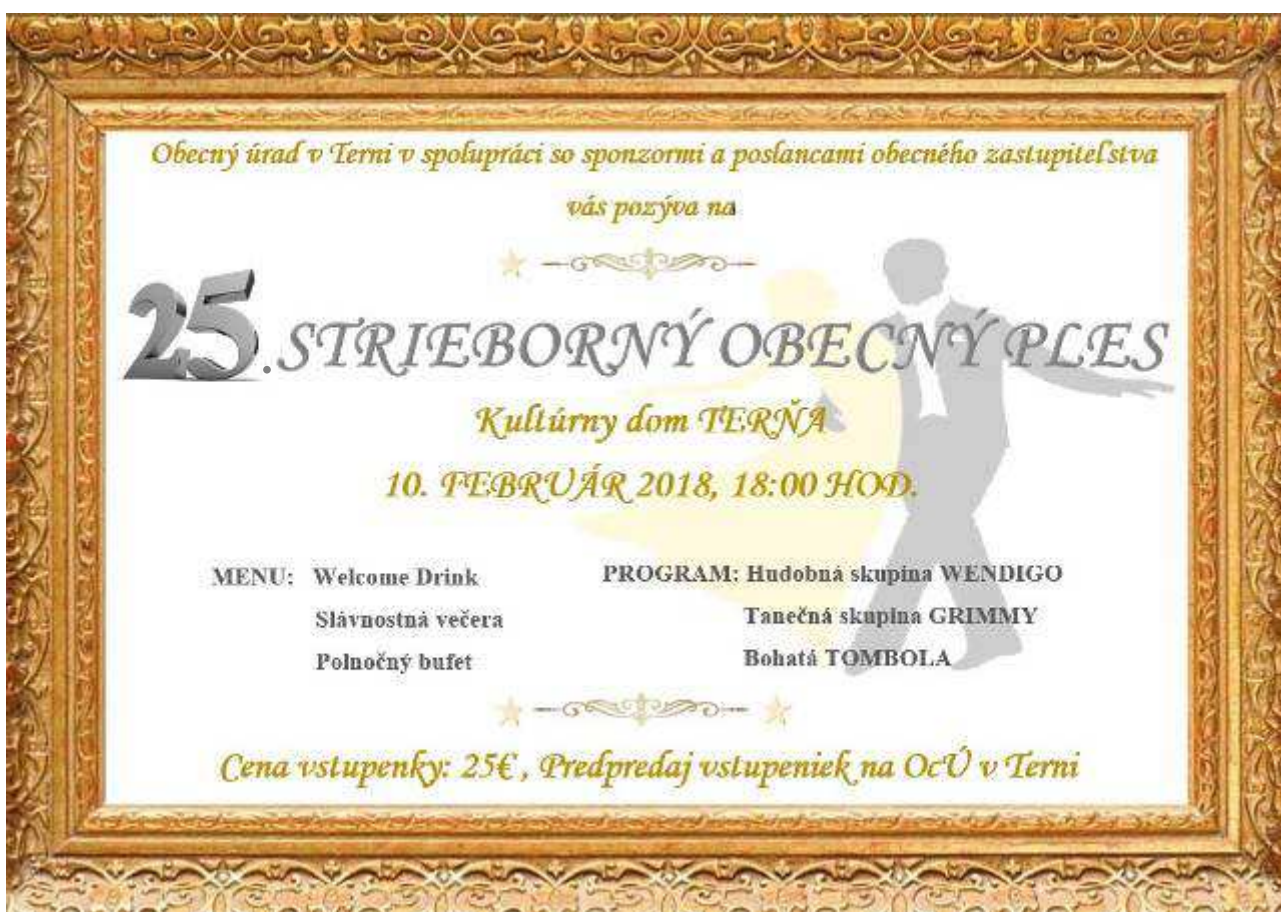 Obecný úrad v Terni v spolupráci so sponzormi a poslancami obecného zastupiteľstva
vás pozýva na
25. STRIEBORNÝ OBECNÝ PLES
Kultúrny dom TERŇA
10. FEBRUÁR 2018, 18:00 HOD.
MENU: Welcome Drink
Slávnostná večera
Polnočný bufet
PROGRAM: Hudobná skupina WENDIGO
Tanečná skupina GRIMMY
Bohatá TOMBOLA
Cena vstupenky: 25€ , Predpredaj vstupeniek na OcÚ v Terni